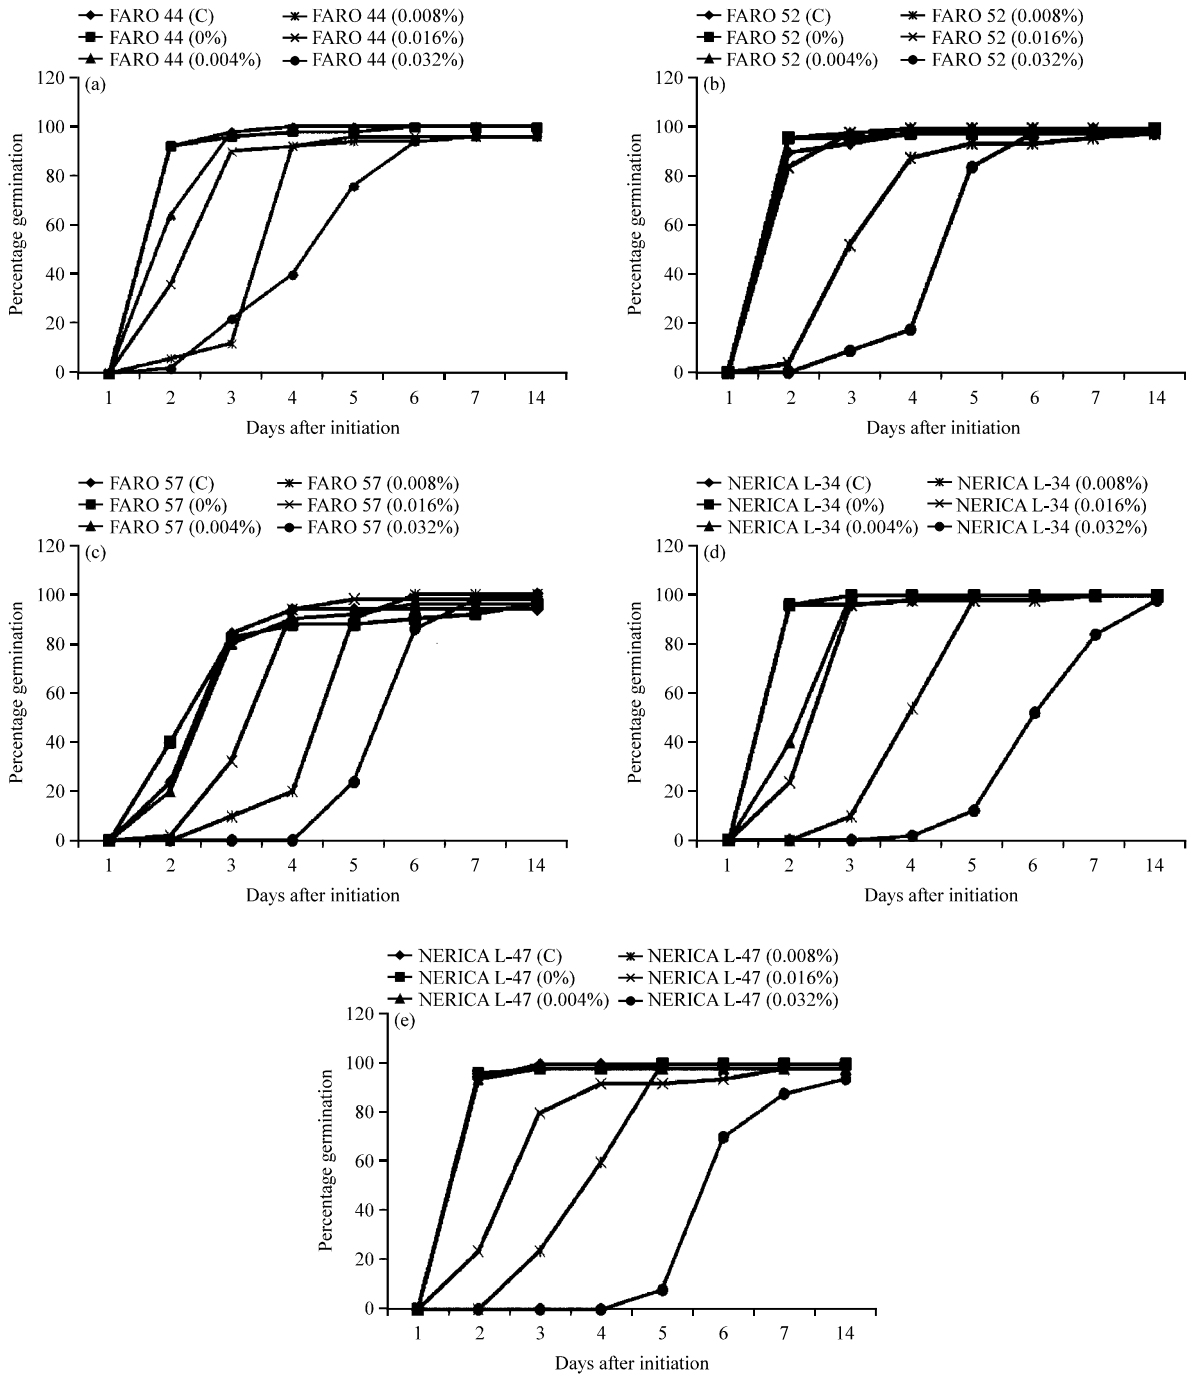 FARO 44 (C) FARO 44 (0.008%)
FARO 44 (0%) FARO 44 (0.016%)
FARO 44 (0.004%) FARO 44 (0.032%)
(a)
120
100
80
60
40
20
0
Percentage germination
1 2 3 4 5 6 7 14
Days after initiation
FARO 52 (C) FARO 52 (0.008%)
FARO 52 (0%) FARO 52 (0.016%)
FARO 52 (0.004%) FARO 52 (0.032%)
(b)
120
100
80
60
40
20
0
Percentage germination
1 2 3 4 5 6 7 14
Days after initiation
FARO 57 (C) FARO 57 (0.008%)
FARO 57 (0%) FARO 57 (0.016%)
FARO 57 (0.004%) FARO 57 (0.032%)
(c)
120
100
80
60
40
20
0
Percentage germination
1 2 3 4 5 6 7 14
Days after initiation
NERICA L-34 (C) NERICA L-34 (0.008%)
NERICA L-34 (0%) NERICA L-34 (0.016%)
NERICA L-34 (0.004%) NERICA L-34 (0.032%)
(d)
120
100
80
60
40
20
0
Percentage germination
1 2 3 4 5 6 7 14
Days after initiation
NERICA L-47 (C) NERICA L-47 (0.008%)
NERICA L-47 (0%) NERICA L-47 (0.016%)
NERICA L-47 (0.004%) NERICA L-47 (0.032%)
(e)
120
100
80
60
40
20
0
Percentage germination
1 2 3 4 5 6 7 14
Days after initiation